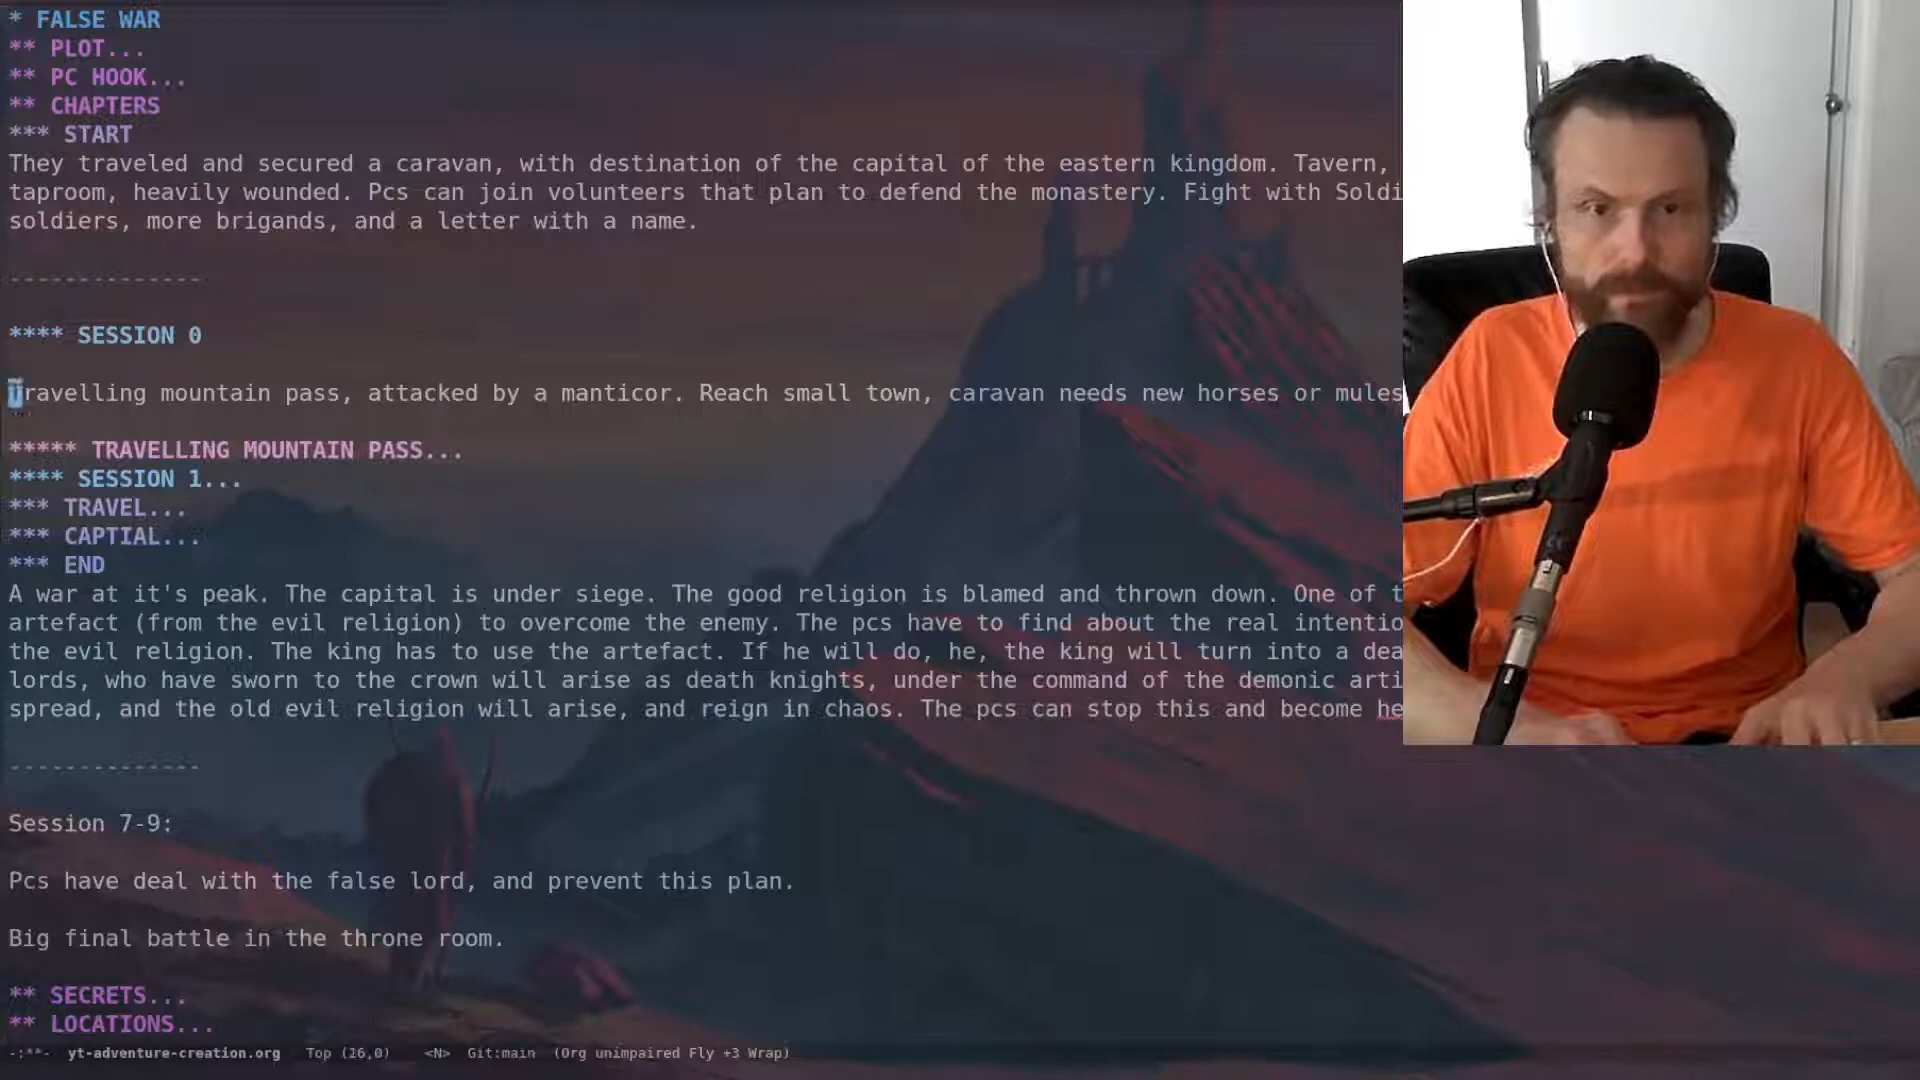 * FALSE WAR
** PLOT...
** PC HOOK...
** CHAPTERS
*** START
They traveled and secured a caravan, with destination of the capital of the eastern kingdom. Tavern,
taproom, heavily wounded. Pcs can join volunteers that plan to defend the monastery. Fight with Soldi
soldiers, more brigands, and a letter with a name.
--------------
**** SESSION 0
Travelling mountain pass, attacked by a manticor. Reach small town, caravan needs new horses or mules
***** TRAVELLING MOUNTAIN PASS...
**** SESSION 1...
*** TRAVEL...
*** CAPTIAL...
*** END
A war at it's peak. The capital is under siege. The good religion is blamed and thrown down. One of t
artefact (from the evil religion) to overcome the enemy. The pcs have to find about the real intentio
the evil religion. The king has to use the artefact. If he will do, he, the king will turn into a dea
lords, who have sworn to the crown will arise as death knights, under the command of the demonic arti
spread, and the old evil religion will arise, and reign in chaos. The pcs can stop this and become he
--------------
Session 7-9:
Pcs have deal with the false lord, and prevent this plan.
Big final battle in the throne room.
** SECRETS...
** LOCATIONS...
-:**- yt-adventure-creation.org Top (26,0) <N> Git:main (Org unimpaired Fly +3 Wrap)